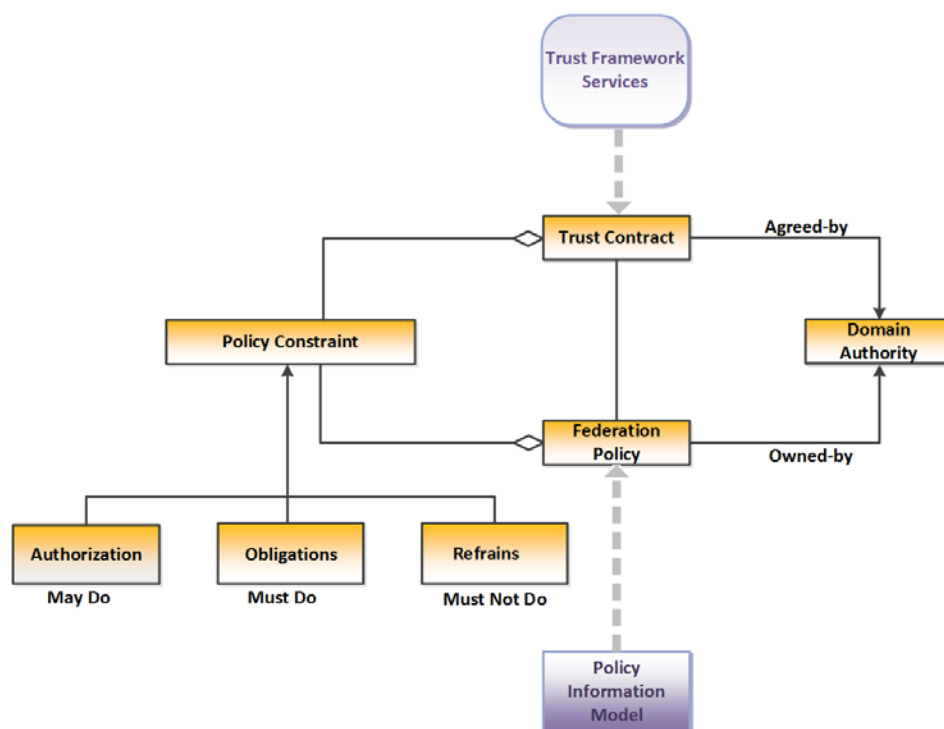 Trust Framework
Services
Trust Contract
Agreed-by
Policy Constraint
Domain
Authority
Federation
Policy
Owned-by
Authorization
Obligations
Refrains
May Do
Must Do
Must Not Do
Policy
Information
Model